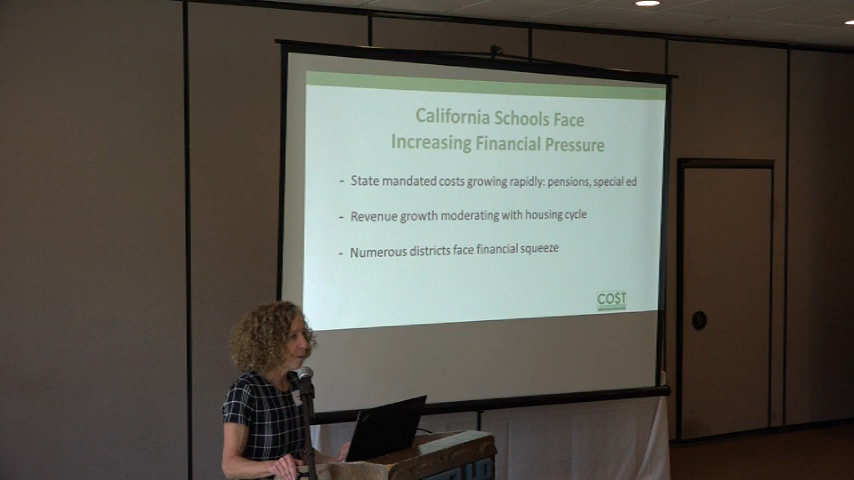 California Schools Face
Increasing Financial Pressure
- State mandated costs growing rapidly: pensions, special ed
- Revenue growth moderating with housing cycle
- Numerous districts face financial squeeze
CO$T